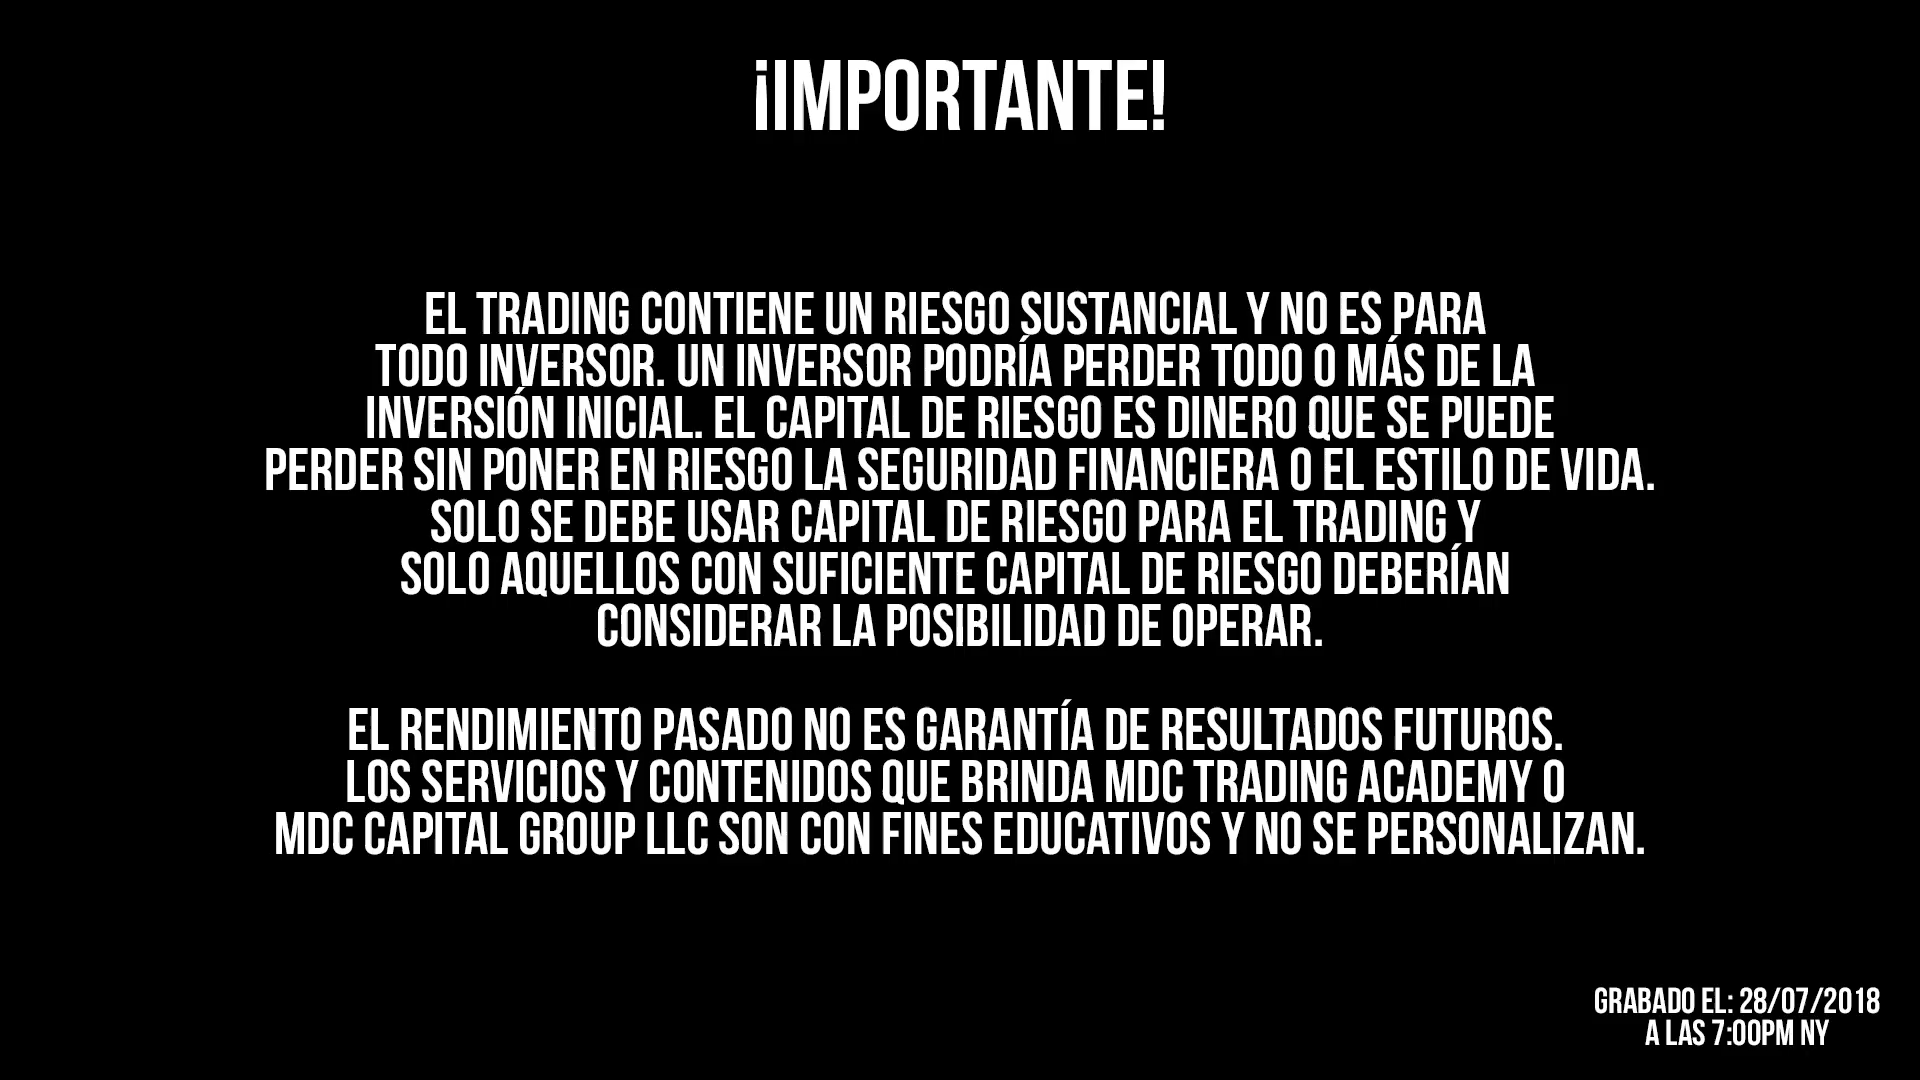 ¡IMPORTANTE!
EL TRADING CONTIENE UN RIESGO SUSTANCIAL Y NO ES PARA
TODO INVERSOR. UN INVERSOR PODRÍA PERDER TODO O MÁS DE LA
INVERSIÓN INICIAL. EL CAPITAL DE RIESGO ES DINERO QUE SE PUEDE
PERDER SIN PONER EN RIESGO LA SEGURIDAD FINANCIERA O EL ESTILO DE VIDA.
SOLO SE DEBE USAR CAPITAL DE RIESGO PARA EL TRADING Y
SOLO AQUELLOS CON SUFICIENTE CAPITAL DE RIESGO DEBERÍAN
CONSIDERAR LA POSIBILIDAD DE OPERAR.
EL RENDIMIENTO PASADO NO ES GARANTÍA DE RESULTADOS FUTUROS.
LOS SERVICIOS Y CONTENIDOS QUE BRINDA MDC TRADING ACADEMY O
MDC CAPITAL GROUP LLC SON CON FINES EDUCATIVOS Y NO SE PERSONALIZAN.
GRABADO EL: 28/07/2018
A LAS 7:00PM NY